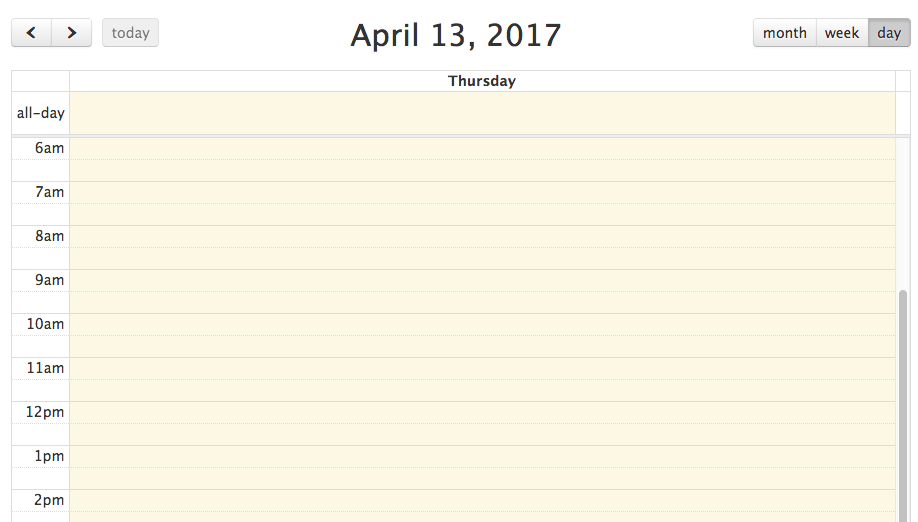 today
April 13, 2017
month week day
Thursday
all-day
6am
7am
8am
9am
10am
11am
12pm
1pm
2pm